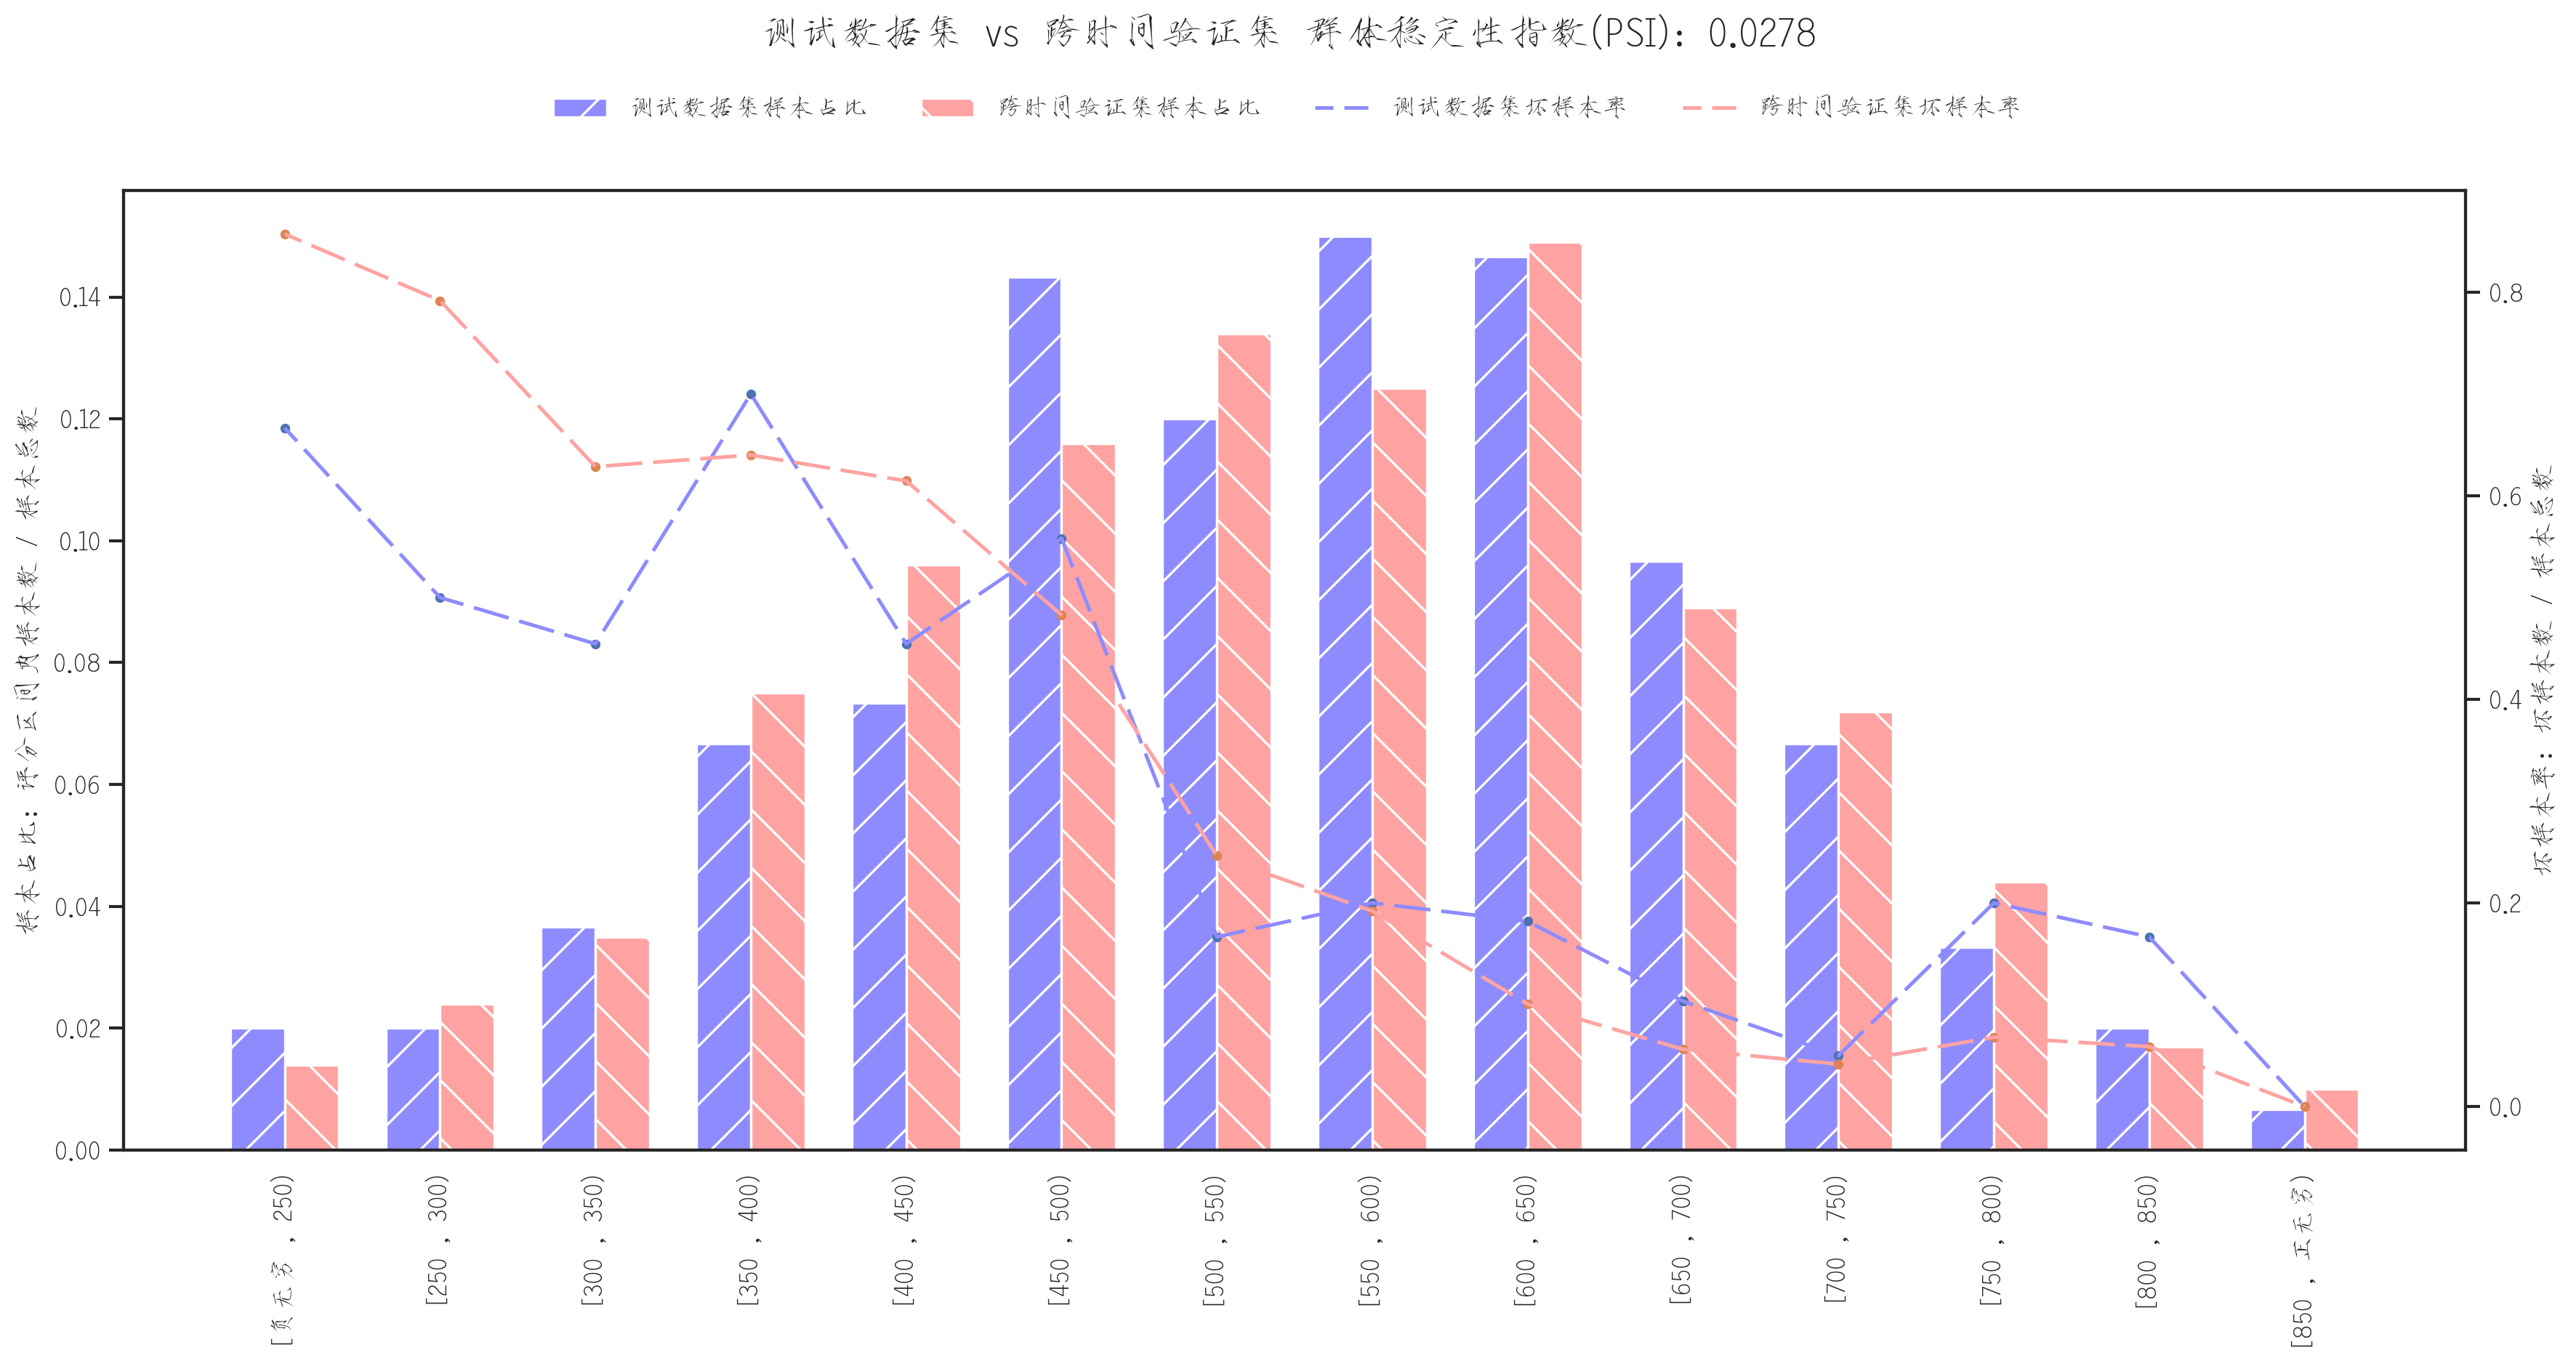 测试数据集 vs 跨时间验证集 群体稳定性指数(PSI): 0.0278
测试数据集样本占比 跨时间验证集样本占比 测试数据集坏样本率 跨时间验证集坏样本率
样本占比: 评分区间内样本数 / 样本总数
0.14
0.12
0.10
0.08
0.06
0.04
0.02
0.00
0.8
0.6
0.4
0.2
0.0
坏样本率: 坏样本数 / 样本总数
[负无穷 , 250)
[250 , 300)
[300 , 350)
[350 , 400)
[400 , 450)
[450 , 500)
[500 , 550)
[550 , 600)
[600 , 650)
[650 , 700)
[700 , 750)
[750 , 800)
[800 , 850)
[850 , 正无穷)